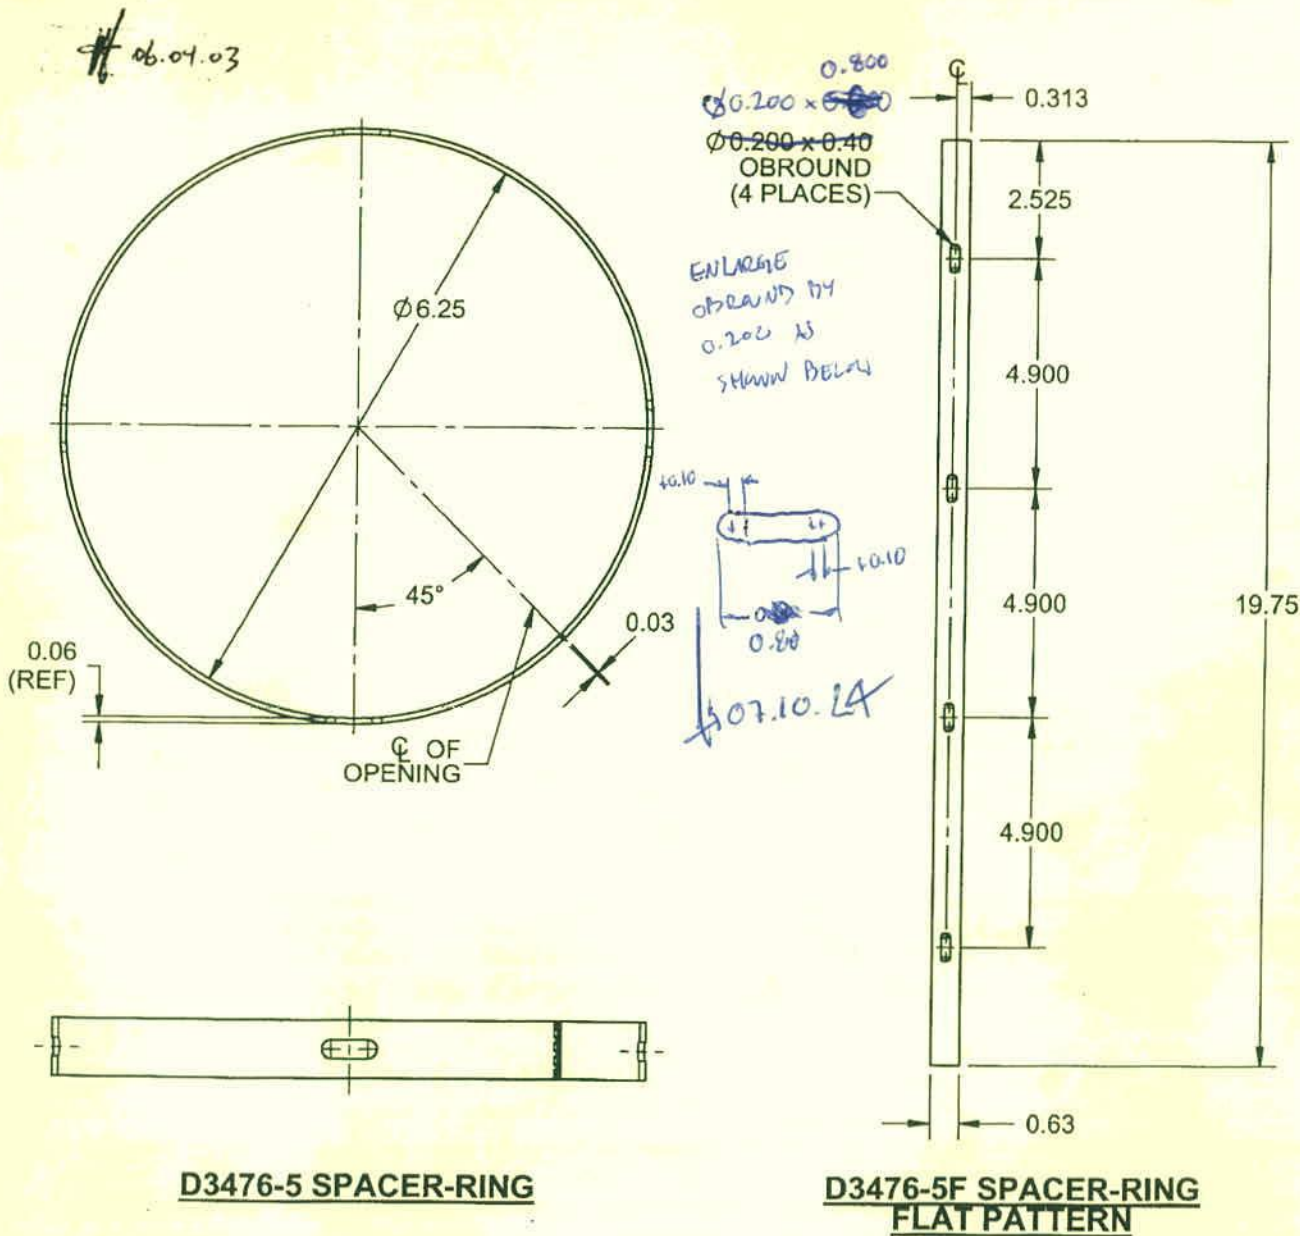 06.04.03
0.800
Ø0.200 x
Ø0.200 x 0.40
OBROUND
(4 PLACES)
ENLARGE
OBROUND BY
0.200 AS
SHOWN BELOW
+0.10
+0.10
0.80
07.10.24
Ø6.25
45°
0.03
0.06
(REF)
℄ OF
OPENING
℄
0.313
2.525
4.900
4.900
4.900
19.75
0.63
D3476-5 SPACER-RING
D3476-5F SPACER-RING
FLAT PATTERN